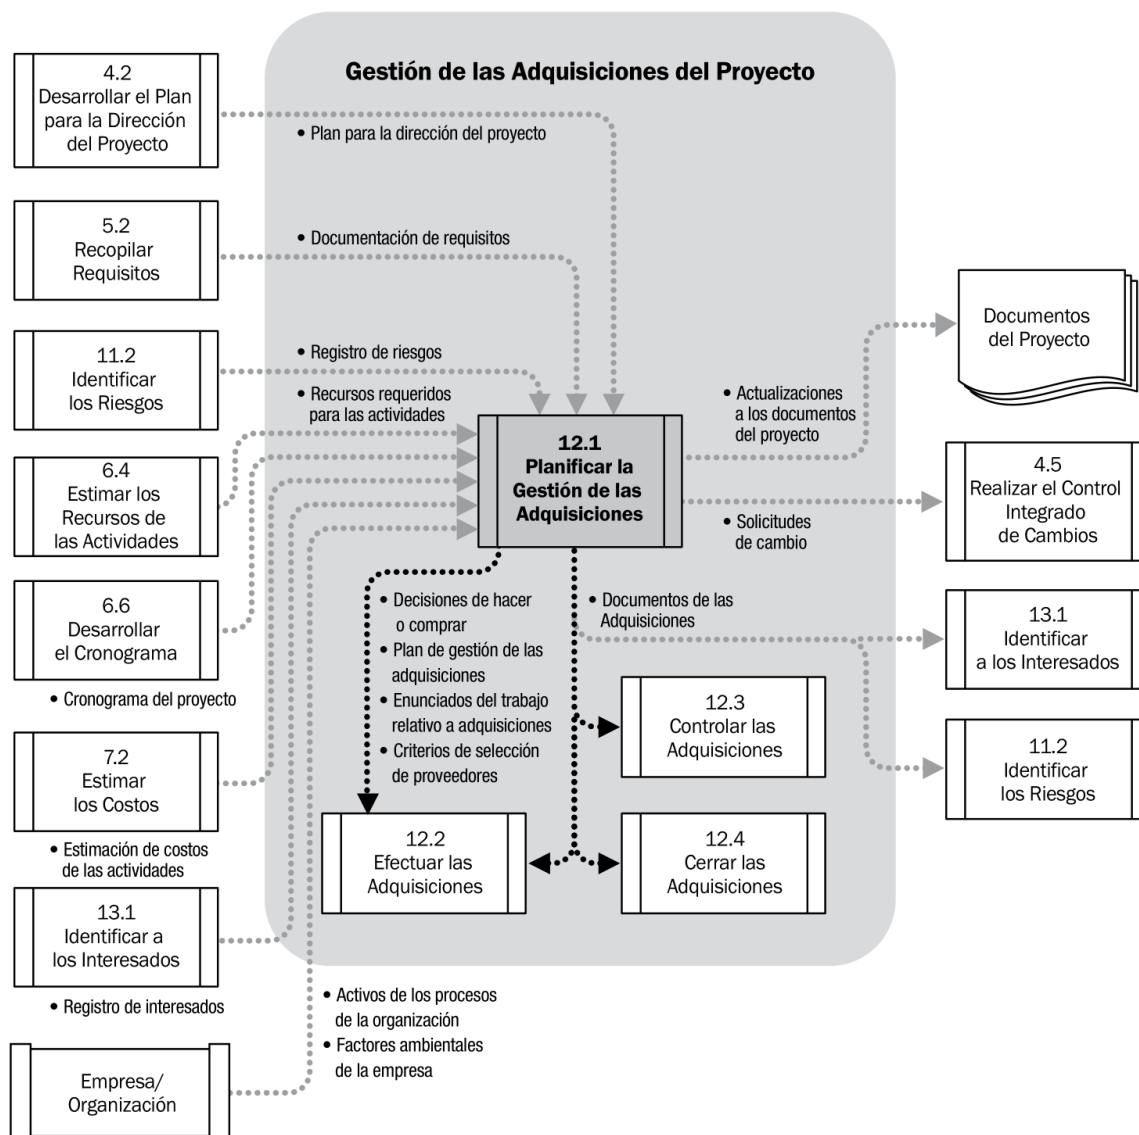 Gestión de las Adquisiciones del Proyecto
4.2
Desarrollar el Plan
para la Dirección
del Proyecto
• Plan para la dirección del proyecto
5.2
Recopilar
Requisitos
• Documentación de requisitos
11.2
Identificar
los Riesgos
• Registro de riesgos
• Recursos requeridos
para las actividades
6.4
Estimar los
Recursos de
las Actividades
6.6
Desarrollar
el Cronograma
• Cronograma del proyecto
7.2
Estimar
los Costos
• Estimación de costos
de las actividades
13.1
Identificar a
los Interesados
• Registro de interesados
Empresa/
Organización
• Activos de los procesos
de la organización
• Factores ambientales
de la empresa
12.1
Planificar la
Gestión de las
Adquisiciones
• Decisiones de hacer
o comprar
• Plan de gestión de las
adquisiciones
• Enunciados del trabajo
relativo a adquisiciones
• Criterios de selección
de proveedores
• Documentos de las
Adquisiciones
12.3
Controlar las
Adquisiciones
12.2
Efectuar las
Adquisiciones
12.4
Cerrar las
Adquisiciones
• Actualizaciones
a los documentos
del proyecto
• Solicitudes
de cambio
Documentos
del Proyecto
4.5
Realizar el Control
Integrado
de Cambios
13.1
Identificar
a los Interesados
11.2
Identificar
los Riesgos